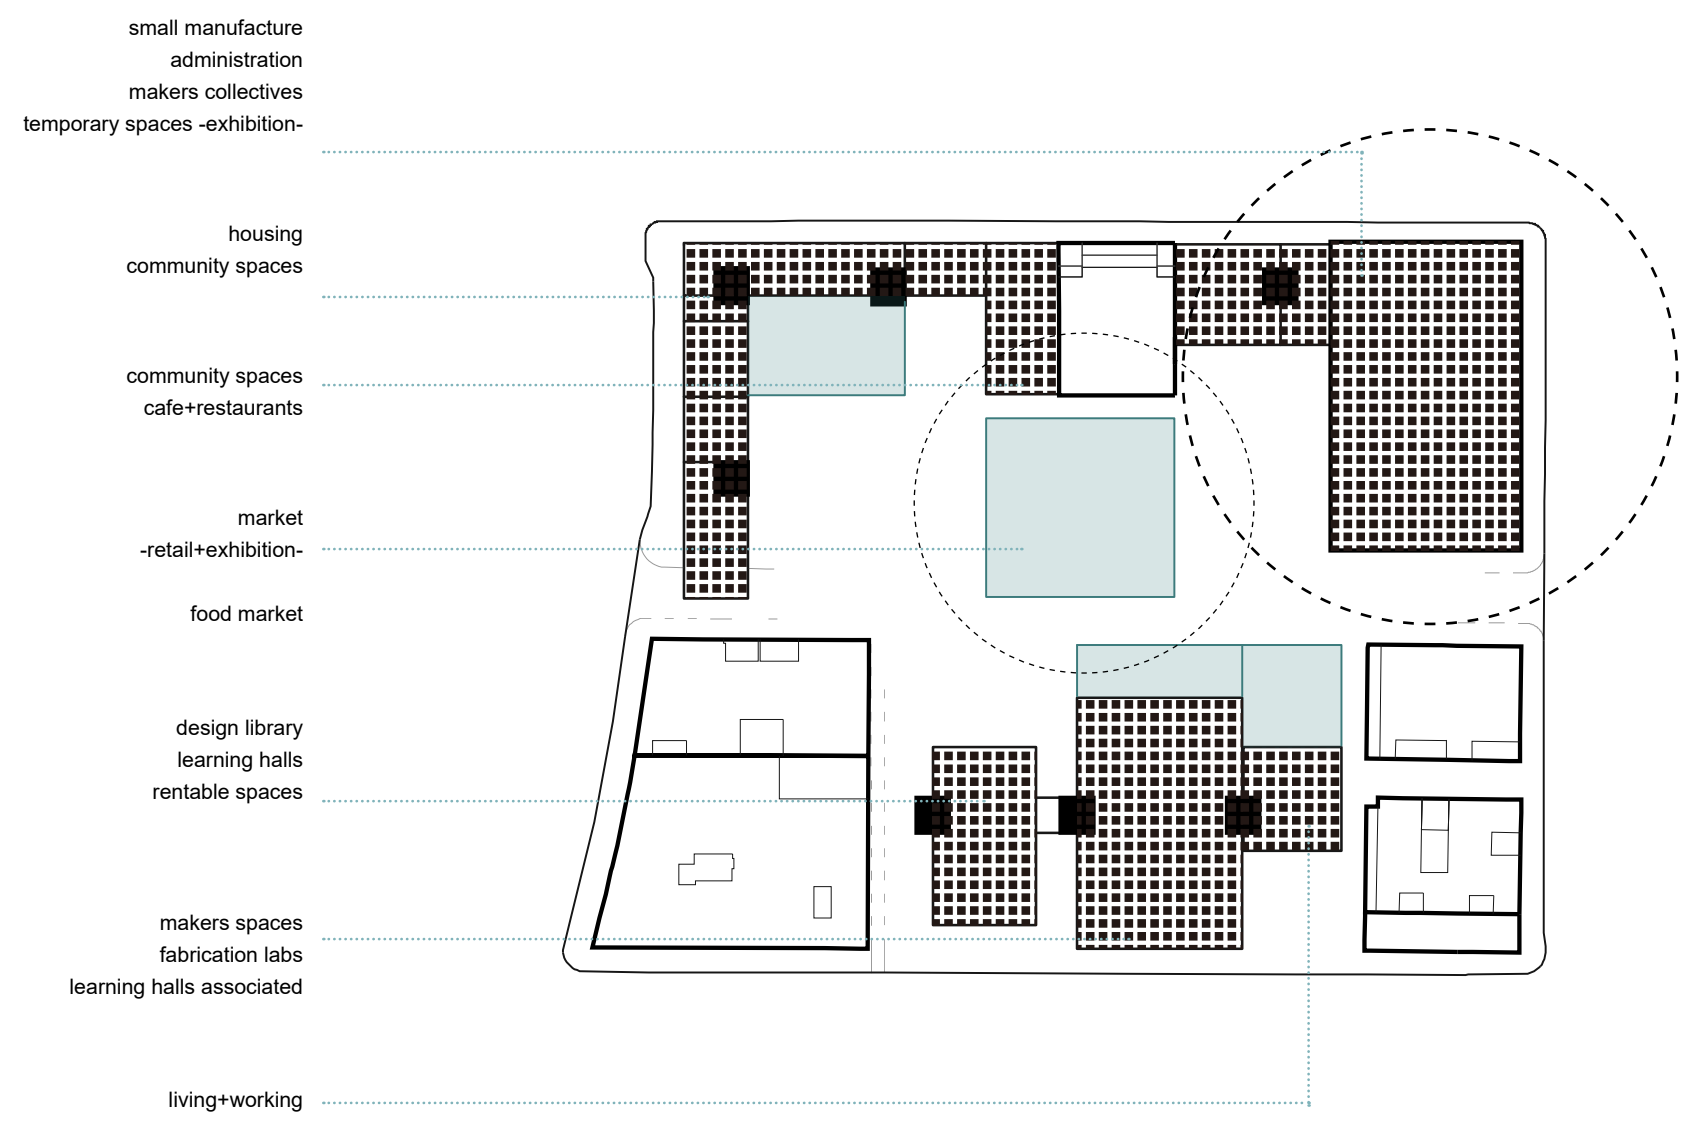 small manufacture
administration
makers collectives
temporary spaces -exhibition-
housing
community spaces
community spaces
cafe+restaurants
market
-retail+exhibition-
food market
design library
learning halls
rentable spaces
makers spaces
fabrication labs
learning halls associated
living+working